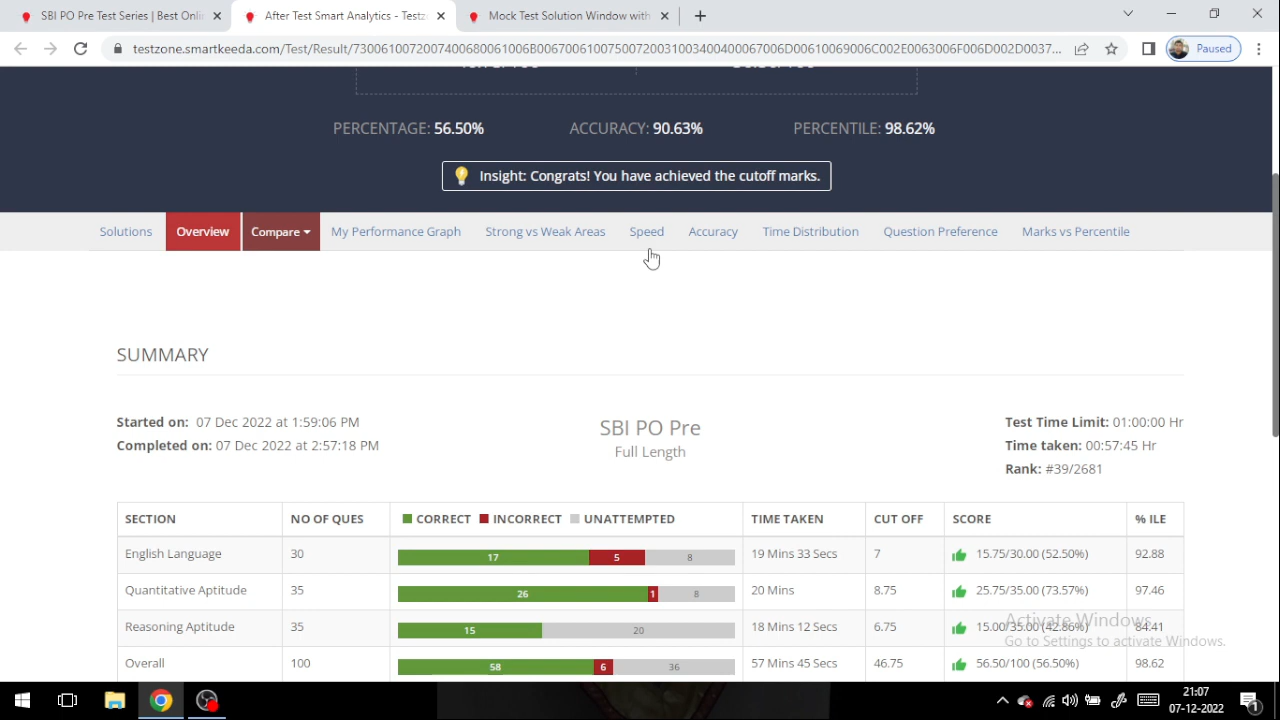 SBI PO Pre Test Series | Best Onli
After Test Smart Analytics - Testz
Mock Test Solution Window with
testzone.smartkeeda.com/Test/Result/7300610072007400680061006B00670061007500720031003400400067006D00610069006C002E0063006F006D002D0037...
Paused
PERCENTAGE: 56.50%
ACCURACY: 90.63%
PERCENTILE: 98.62%
Insight: Congrats! You have achieved the cutoff marks.
Solutions Overview Compare My Performance Graph Strong vs Weak Areas Speed Accuracy Time Distribution Question Preference Marks vs Percentile
SUMMARY
Started on: 07 Dec 2022 at 1:59:06 PM
Completed on: 07 Dec 2022 at 2:57:18 PM
SBI PO Pre
Full Length
Test Time Limit: 01:00:00 Hr
Time taken: 00:57:45 Hr
Rank: #39/2681
SECTION NO OF QUES CORRECT INCORRECT UNATTEMPTED TIME TAKEN CUT OFF SCORE % ILE
English Language 30 17 5 8 19 Mins 33 Secs 7 15.75/30.00 (52.50%) 92.88
Quantitative Aptitude 35 26 1 8 20 Mins 8.75 25.75/35.00 (73.57%) 97.46
Reasoning Aptitude 35 15 20 18 Mins 12 Secs 6.75 15.00/35.00 (42.86%) 84.41
Overall 100 58 6 36 57 Mins 45 Secs 46.75 56.50/100 (56.50%) 98.62
Activate Windows
Go to Settings to activate Windows.
21:07
07-12-2022
1